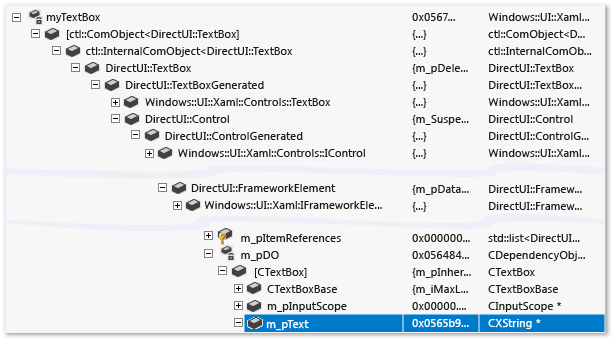 myTextBox 0x0567... Windows::UI::Xaml...
[ctl::ComObject<DirectUI::TextBox] {...} ctl::ComObject<D...
ctl::InternalComObject<DirectUI::TextBox {...} ctl::InternalComOb...
DirectUI::TextBox {m_pDele... DirectUI::TextBox
DirectUI::TextBoxGenerated {...} DirectUI::TextBox...
Windows::UI::Xaml::Controls::TextBox {...} Windows::UI::Xaml...
DirectUI::Control {m_Suspe... DirectUI::Control
DirectUI::ControlGenerated {...} DirectUI::ControlG...
Windows::UI::Xaml::Controls::IControl {...} Windows::UI::Xaml...
DirectUI::FrameworkElement {m_pData... DirectUI::Framew...
Windows::UI::Xaml:IFrameworkEle... {...} Windows::UI::Xaml...
m_pItemReferences 0x000000... std::list<DirectUI...
m_pDO 0x056484... CDependencyObj...
[CTextBox] {m_pInher... CTextBox
CTextBoxBase {m_iMaxL... CTextBoxBase
m_pInputScope 0x00000... CInputScope *
m_pText 0x0565b9... CXString *